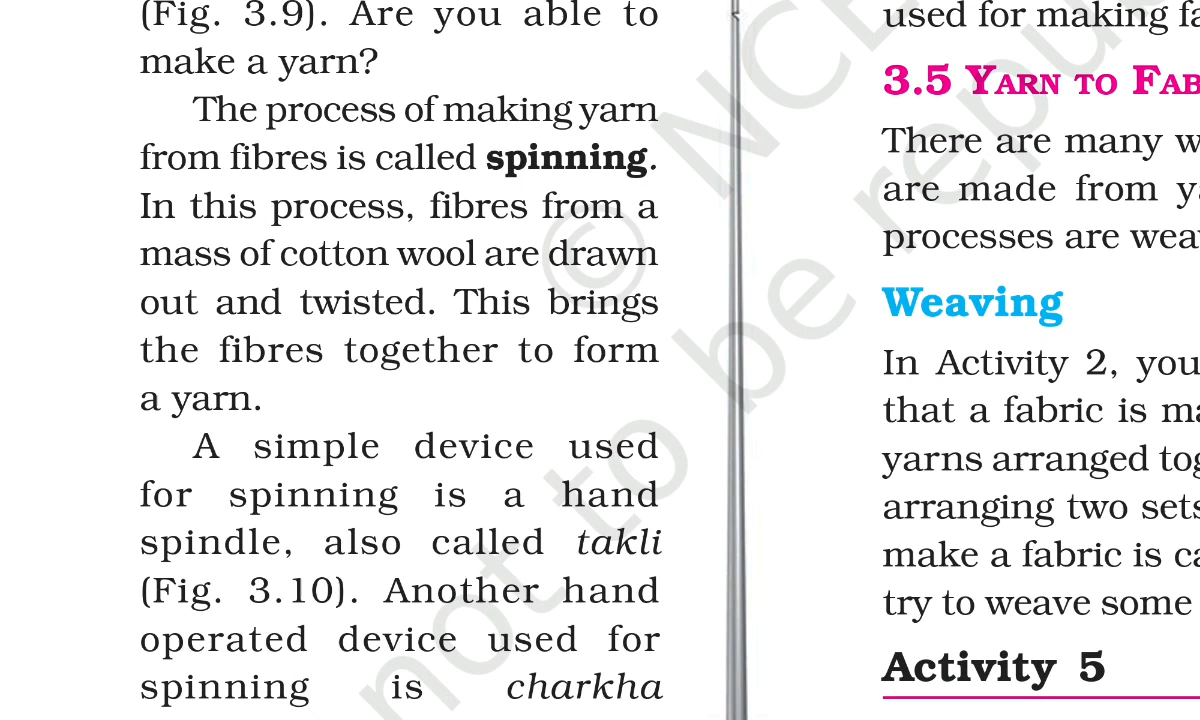 (Fig. 3.9). Are you able to
make a yarn?
The process of making yarn
from fibres is called spinning.
In this process, fibres from a
mass of cotton wool are drawn
out and twisted. This brings
the fibres together to form
a yarn.
A simple device used
for spinning is a hand
spindle, also called takli
(Fig. 3.10). Another hand
operated device used for
spinning is charkha
used for making
3.5 YARN TO
There are many
are made from
processes are
Weaving
In Activity 2, you
that a fabric is
yarns arranged
arranging two sets
make a fabric is
try to weave some
Activity 5
©
not to be